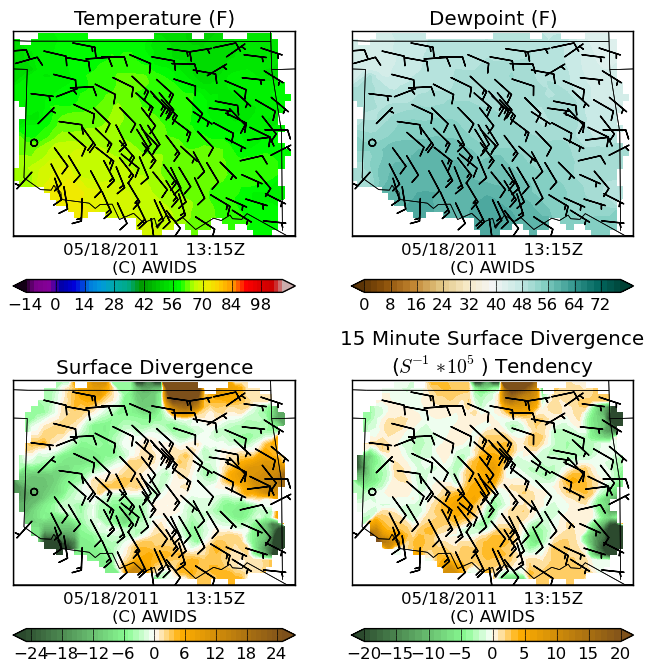 Temperature (F)
Dewpoint (F)
05/18/2011 13:15Z
(C) AWIDS
−14 0 14 28 42 56 70 84 98
05/18/2011 13:15Z
(C) AWIDS
0 8 16 24 32 40 48 56 64 72
Surface Divergence
15 Minute Surface Divergence
(S⁻¹ *10⁵ ) Tendency
05/18/2011 13:15Z
(C) AWIDS
−24 −18 −12 −6 0 6 12 18 24
05/18/2011 13:15Z
(C) AWIDS
−20 −15 −10 −5 0 5 10 15 20